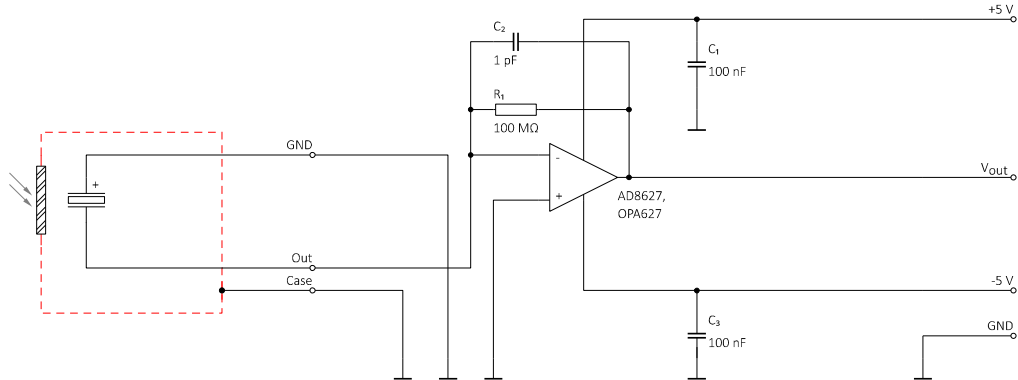 +5 V
C₂
1 pF
C₁
100 nF
R₁
100 MΩ
GND
-
+
Vout
+
AD8627,
OPA627
Out
Case
-5 V
C₃
100 nF
GND